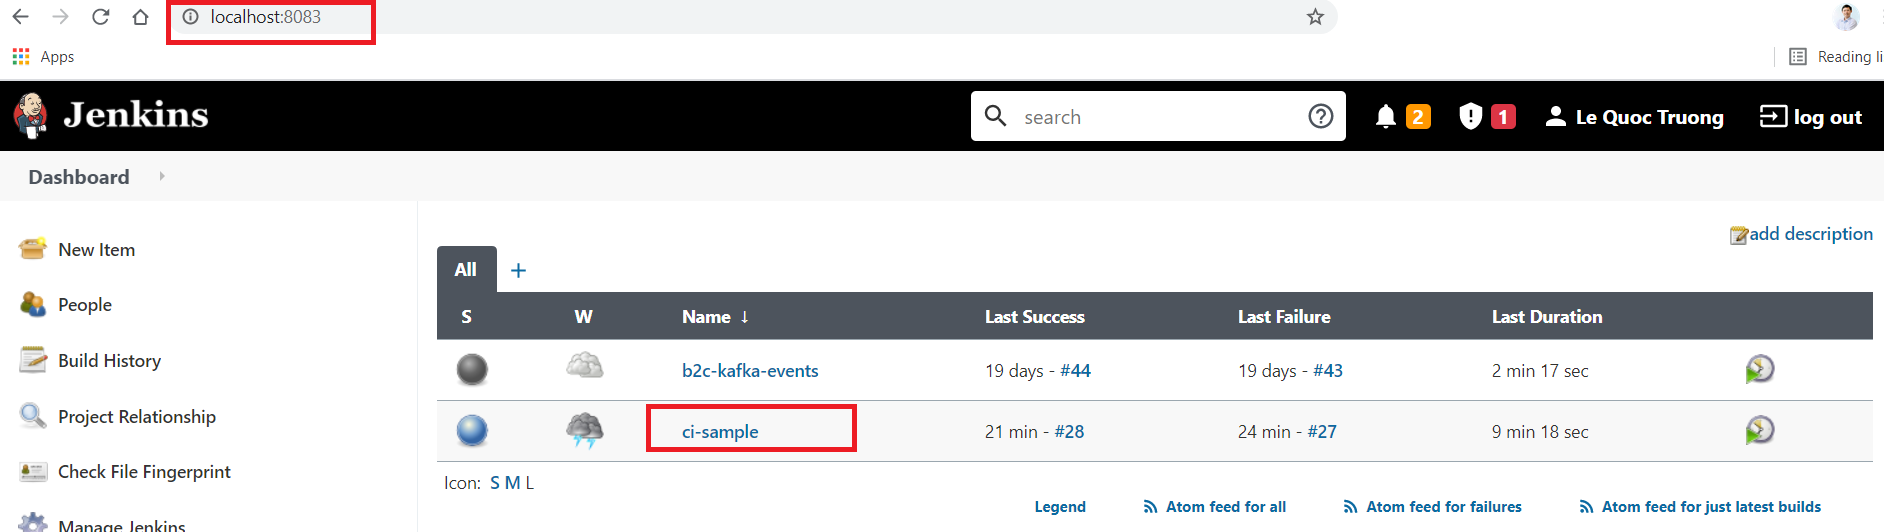 localhost:8083
Apps
Reading li
Jenkins
search
2
1
Le Quoc Truong
log out
Dashboard
New Item
People
Build History
Project Relationship
Check File Fingerprint
Manage Jenkins
add description
All +
S W Name ↓ Last Success Last Failure Last Duration
b2c-kafka-events 19 days - #44 19 days - #43 2 min 17 sec
ci-sample 21 min - #28 24 min - #27 9 min 18 sec
Icon: S M L
Legend Atom feed for all Atom feed for failures Atom feed for just latest builds